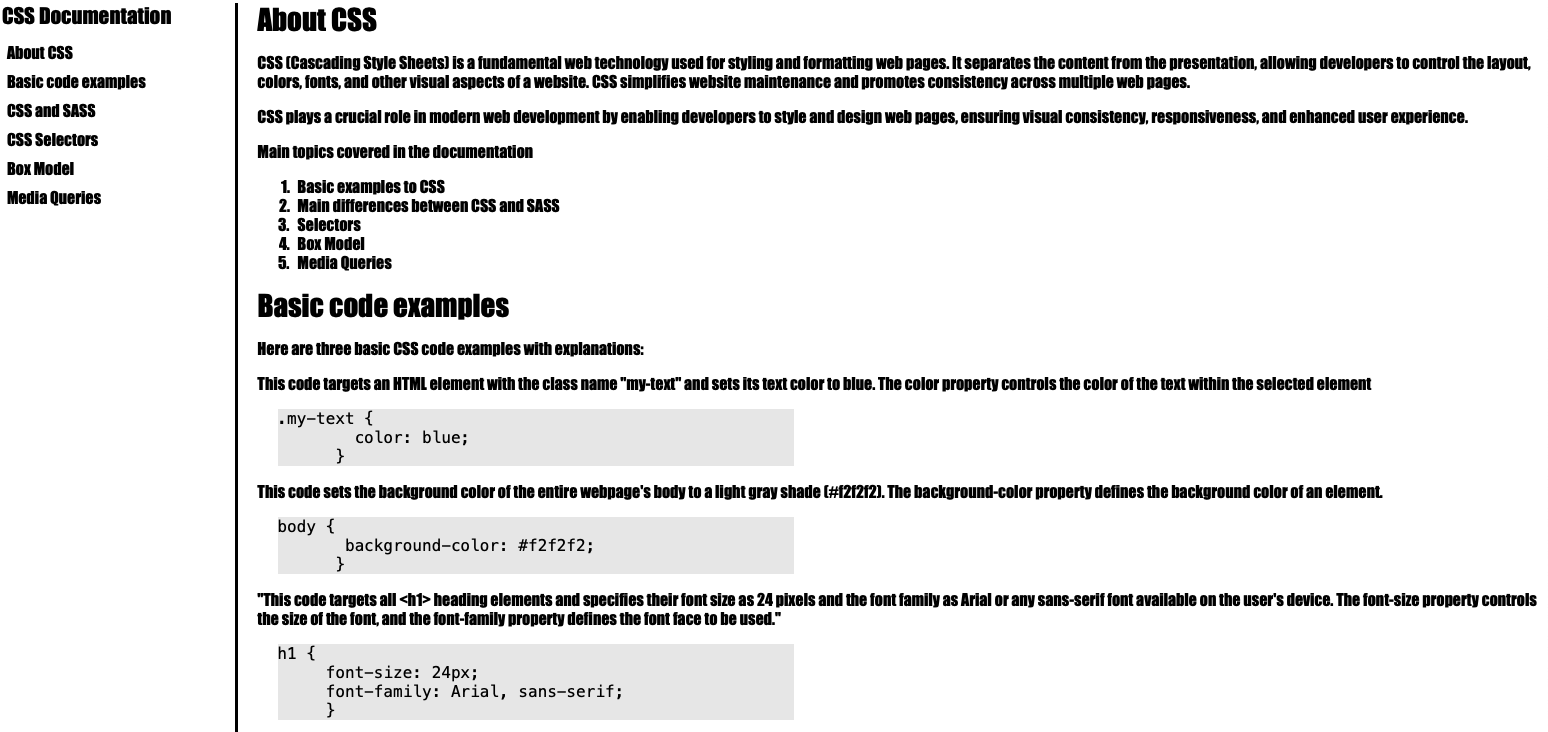 CSS Documentation
About CSS
Basic code examples
CSS and SASS
CSS Selectors
Box Model
Media Queries
About CSS
CSS (Cascading Style Sheets) is a fundamental web technology used for styling and formatting web pages. It separates the content from the presentation, allowing developers to control the layout,
colors, fonts, and other visual aspects of a website. CSS simplifies website maintenance and promotes consistency across multiple web pages.
CSS plays a crucial role in modern web development by enabling developers to style and design web pages, ensuring visual consistency, responsiveness, and enhanced user experience.
Main topics covered in the documentation
1. Basic examples to CSS
2. Main differences between CSS and SASS
3. Selectors
4. Box Model
5. Media Queries
Basic code examples
Here are three basic CSS code examples with explanations:
This code targets an HTML element with the class name "my-text" and sets its text color to blue. The color property controls the color of the text within the selected element
.my-text {
        color: blue;
      }
This code sets the background color of the entire webpage's body to a light gray shade (#f2f2f2). The background-color property defines the background color of an element.
body {
       background-color: #f2f2f2;
      }
"This code targets all <h1> heading elements and specifies their font size as 24 pixels and the font family as Arial or any sans-serif font available on the user's device. The font-size property controls
the size of the font, and the font-family property defines the font face to be used."
h1 {
     font-size: 24px;
     font-family: Arial, sans-serif;
     }